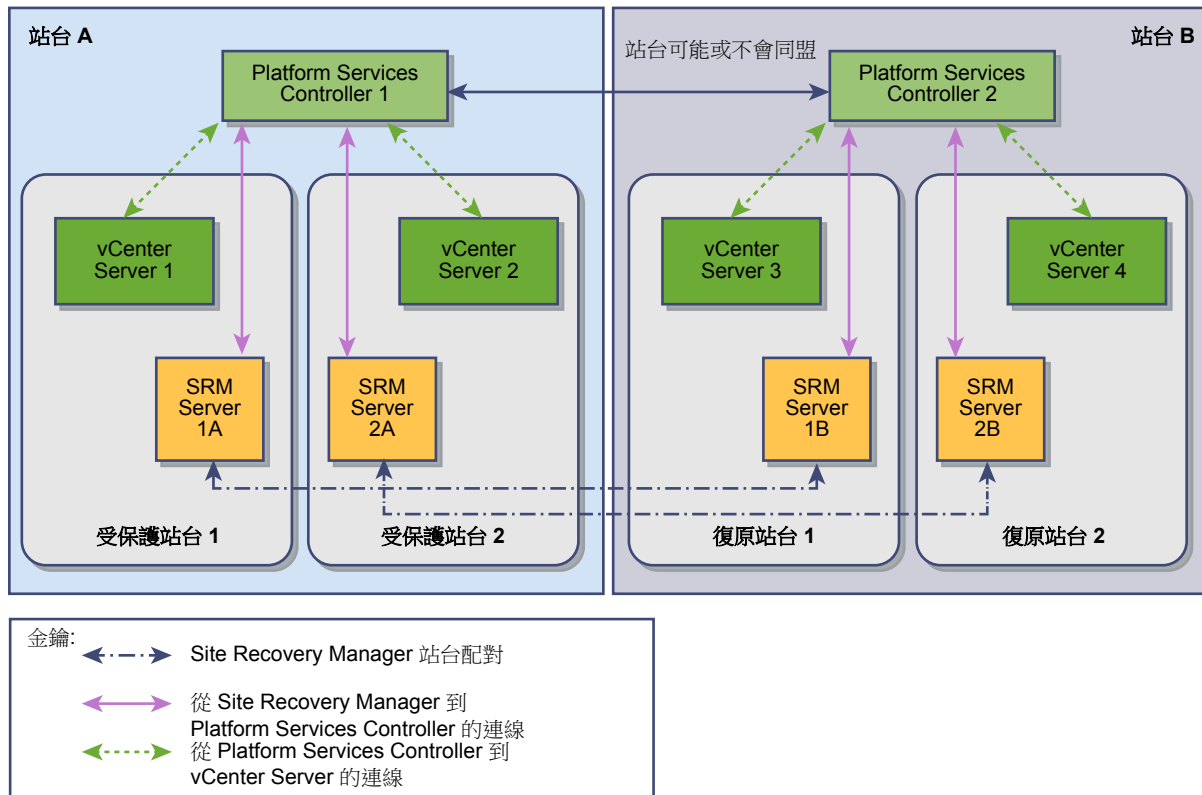 站台 A
站台可能或不會同盟
站台 B
Platform Services
Controller 1
Platform Services
Controller 2
vCenter
Server 1
vCenter
Server 2
vCenter
Server 3
vCenter
Server 4
SRM
Server
1A
SRM
Server
2A
SRM
Server
1B
SRM
Server
2B
受保護站台 1
受保護站台 2
復原站台 1
復原站台 2
金鑰:
Site Recovery Manager 站台配對
從 Site Recovery Manager 到
Platform Services Controller 的連線
從 Platform Services Controller 到
vCenter Server 的連線